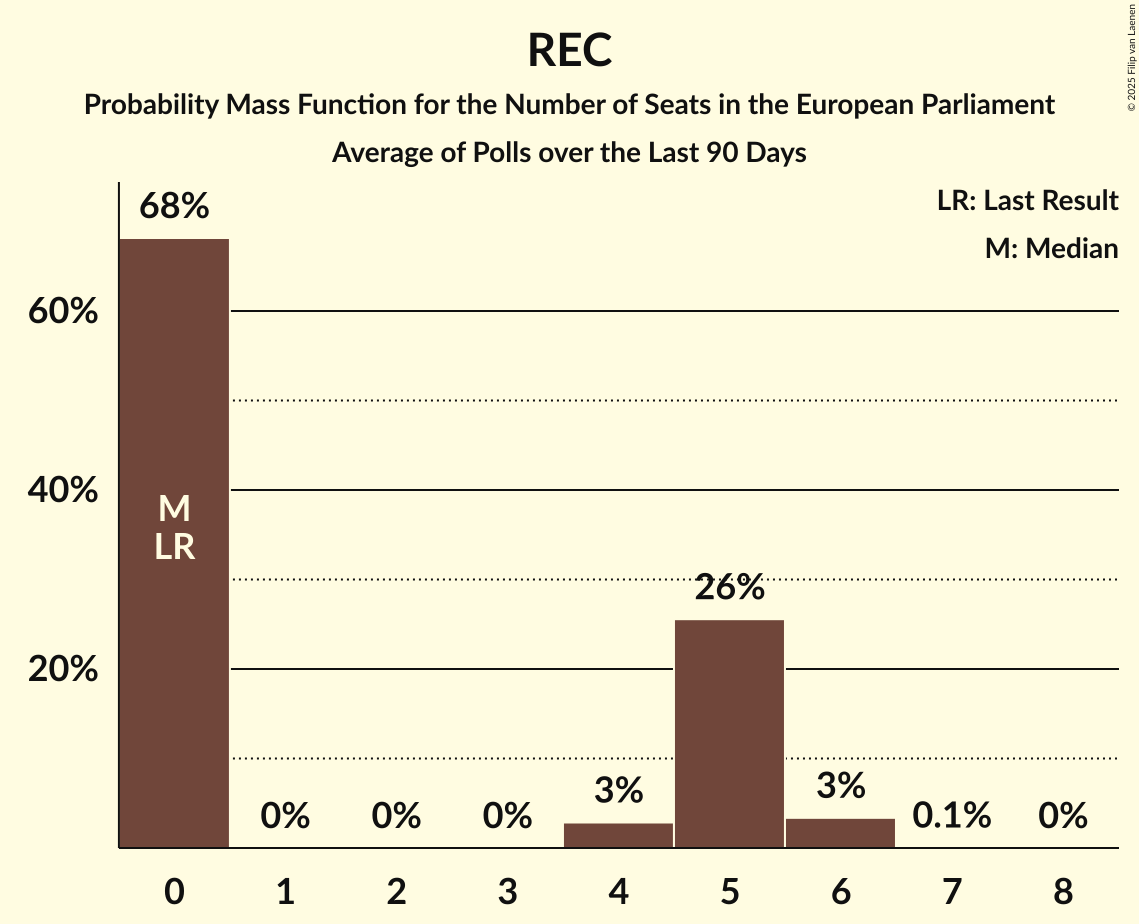 REC
Probability Mass Function for the Number of Seats in the European Parliament
Average of Polls over the Last 90 Days
© 2025 Filip van Laenen
LR: Last Result
M: Median
68%
60%
40%
20%
M
LR
0%
0%
0%
3%
26%
3%
0.1%
0%
0
1
2
3
4
5
6
7
8